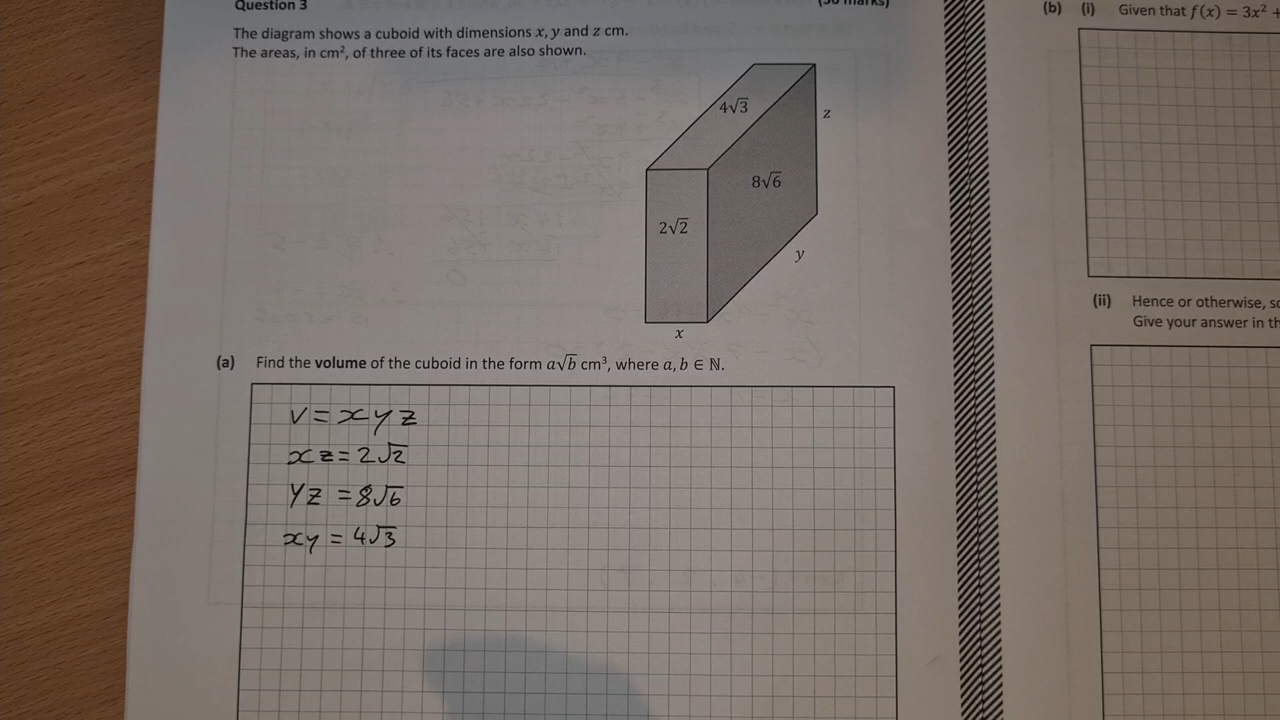 Question 3
(30 marks)
The diagram shows a cuboid with dimensions x, y and z cm.
The areas, in cm², of three of its faces are also shown.
4√3
z
8√6
2√2
y
x
(a) Find the volume of the cuboid in the form a√b cm³, where a, b ∈ ℕ.
V = x y z
xz = 2√2
Yz = 8√6
xy = 4√3
(b) (i) Given that f(x) = 3x² +
(ii) Hence or otherwise,
Give your answer in